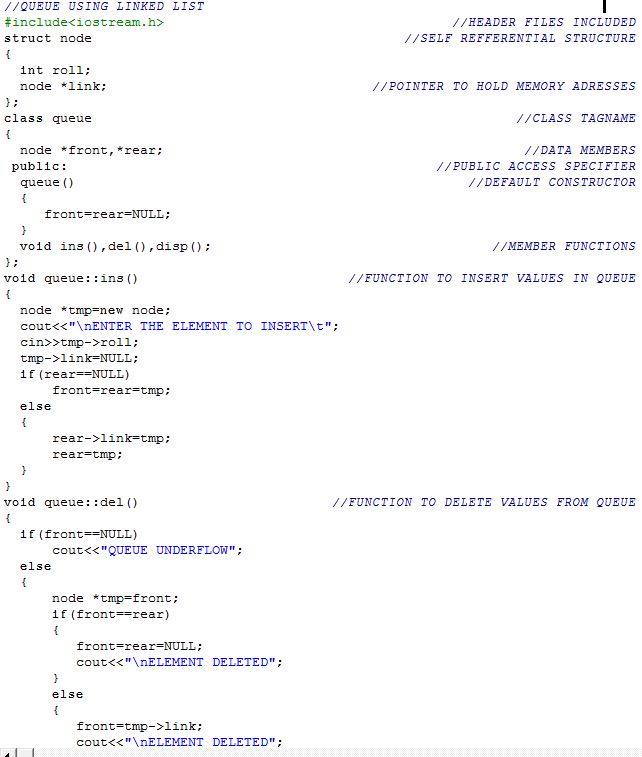 //QUEUE USING LINKED LIST
#include<iostream.h> //HEADER FILES INCLUDED
struct node //SELF REFFERENTIAL STRUCTURE
{
int roll;
node *link; //POINTER TO HOLD MEMORY ADRESSES
};
class queue //CLASS TAGNAME
{
node *front,*rear; //DATA MEMBERS
public: //PUBLIC ACCESS SPECIFIER
queue() //DEFAULT CONSTRUCTOR
{
front=rear=NULL;
}
void ins(),del(),disp(); //MEMBER FUNCTIONS
};
void queue::ins() //FUNCTION TO INSERT VALUES IN QUEUE
{
node *tmp=new node;
cout<<"\nENTER THE ELEMENT TO INSERT\t";
cin>>tmp->roll;
tmp->link=NULL;
if(rear==NULL)
front=rear=tmp;
else
{
rear->link=tmp;
rear=tmp;
}
}
void queue::del() //FUNCTION TO DELETE VALUES FROM QUEUE
{
if(front==NULL)
cout<<"QUEUE UNDERFLOW";
else
{
node *tmp=front;
if(front==rear)
{
front=rear=NULL;
cout<<"\nELEMENT DELETED";
}
else
{
front=tmp->link;
cout<<"\nELEMENT DELETED";